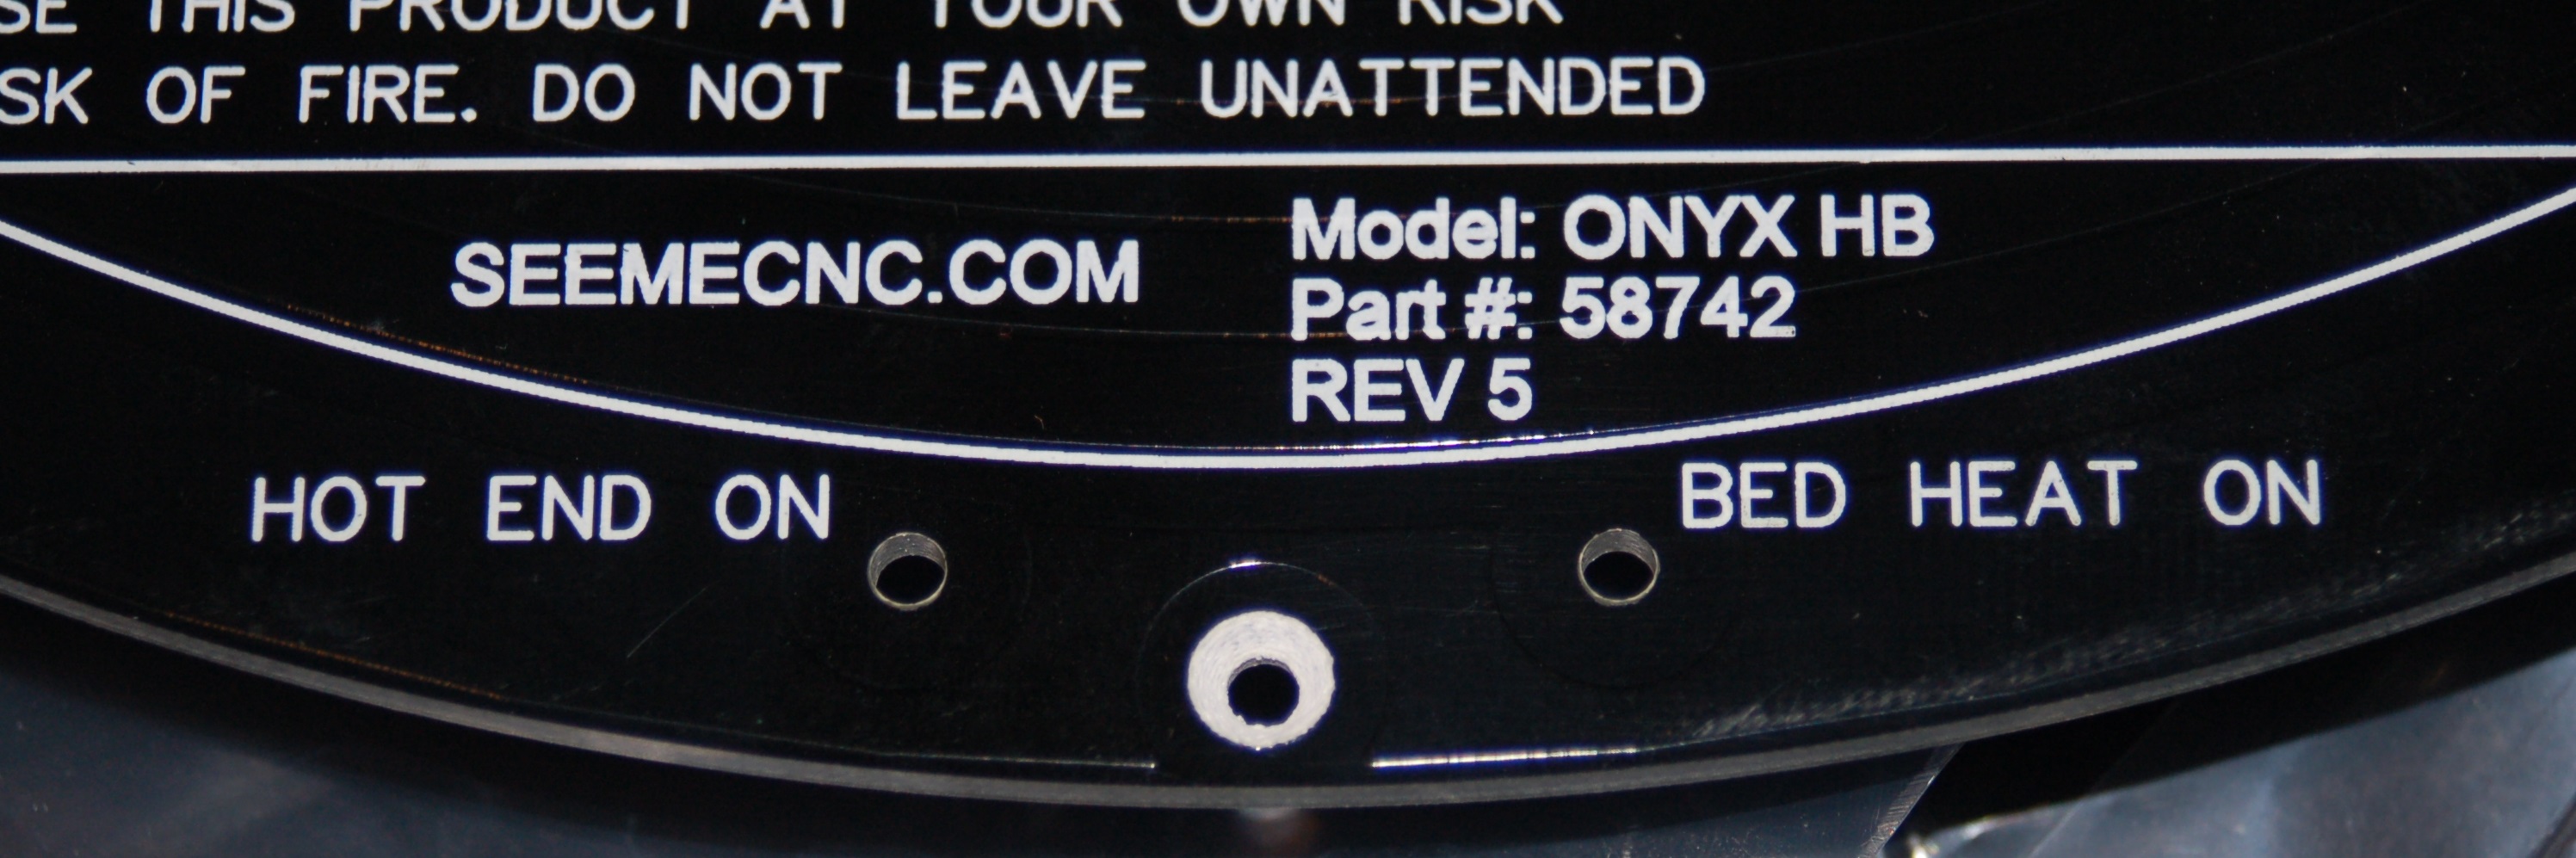 SE THIS PRODUCT AT YOUR OWN RISK
SK OF FIRE. DO NOT LEAVE UNATTENDED
SEEMECNC.COM
Model: ONYX HB
Part #: 58742
REV 5
HOT END ON
BED HEAT ON